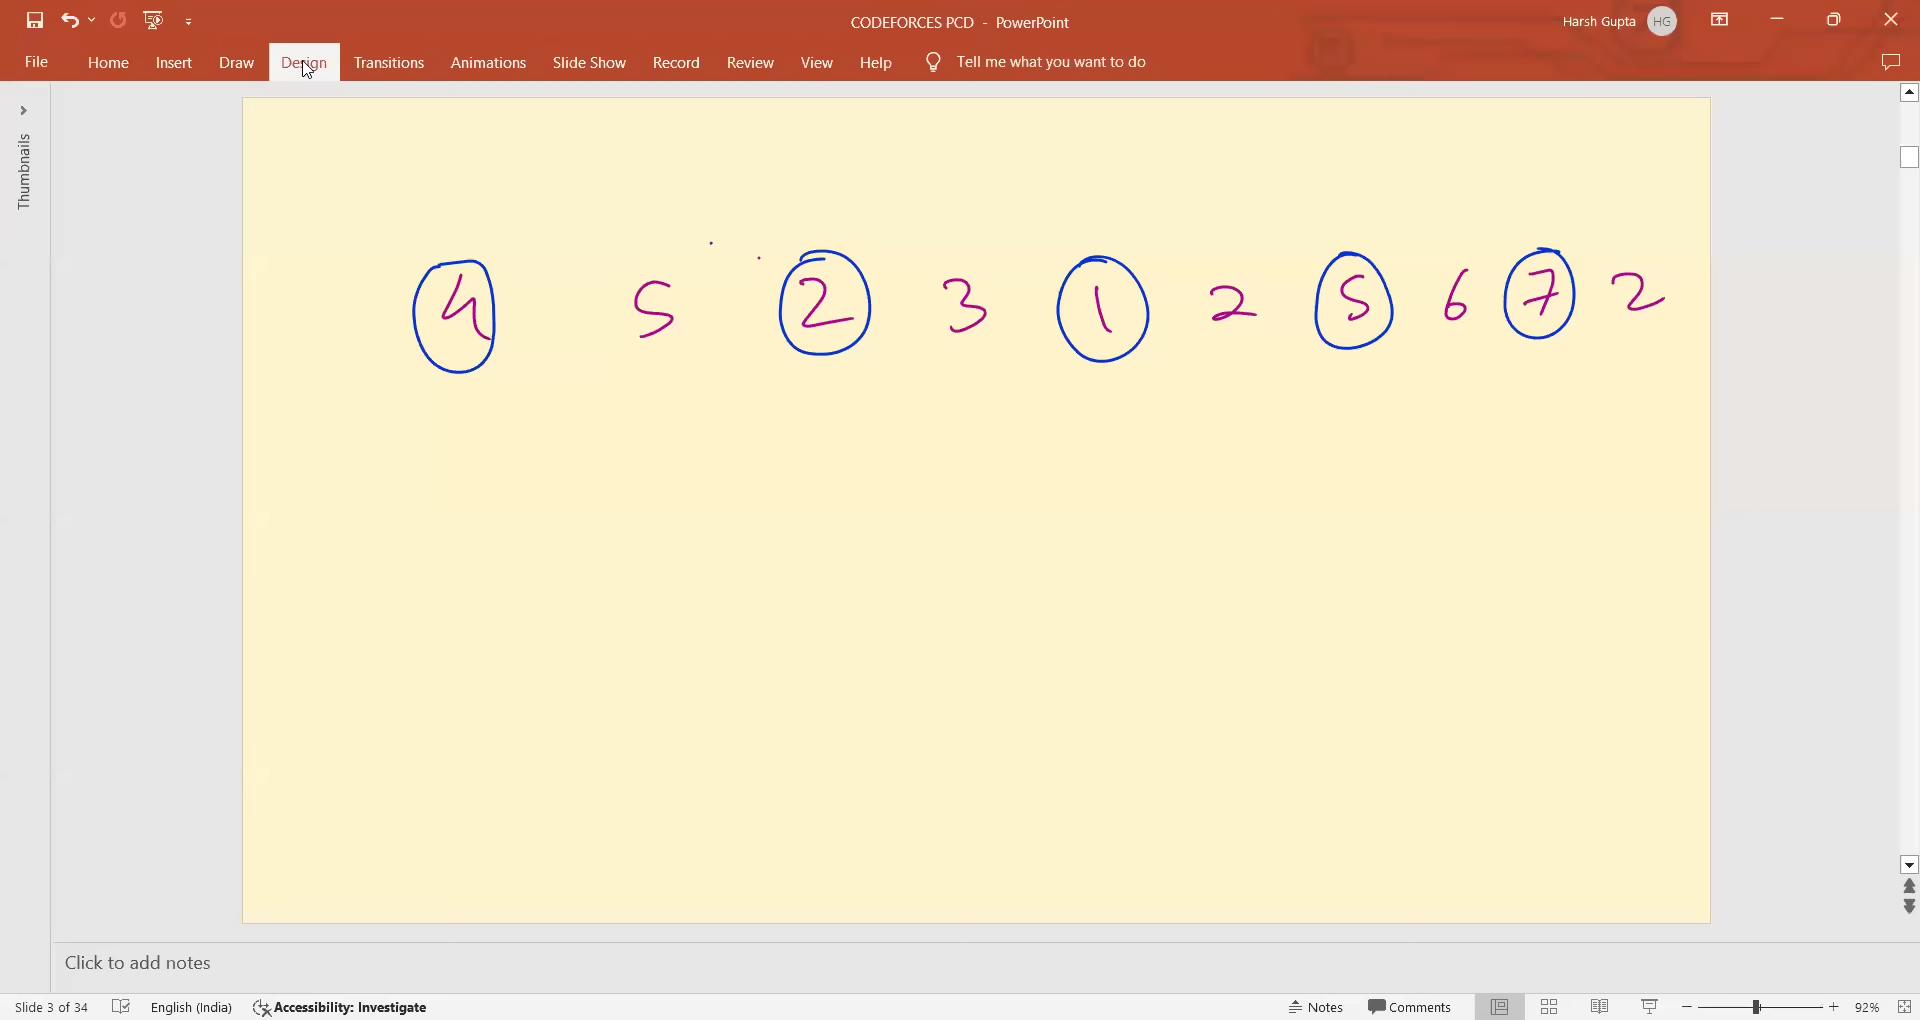 CODEFORCES PCD - PowerPoint
Harsh Gupta HG
File Home Insert Draw Design Transitions Animations Slide Show Record Review View Help Tell me what you want to do
Thumbnails
4 5 2 3 1 2 5 6 7 2
Click to add notes
Slide 3 of 34 English (India) Accessibility: Investigate Notes Comments 92%